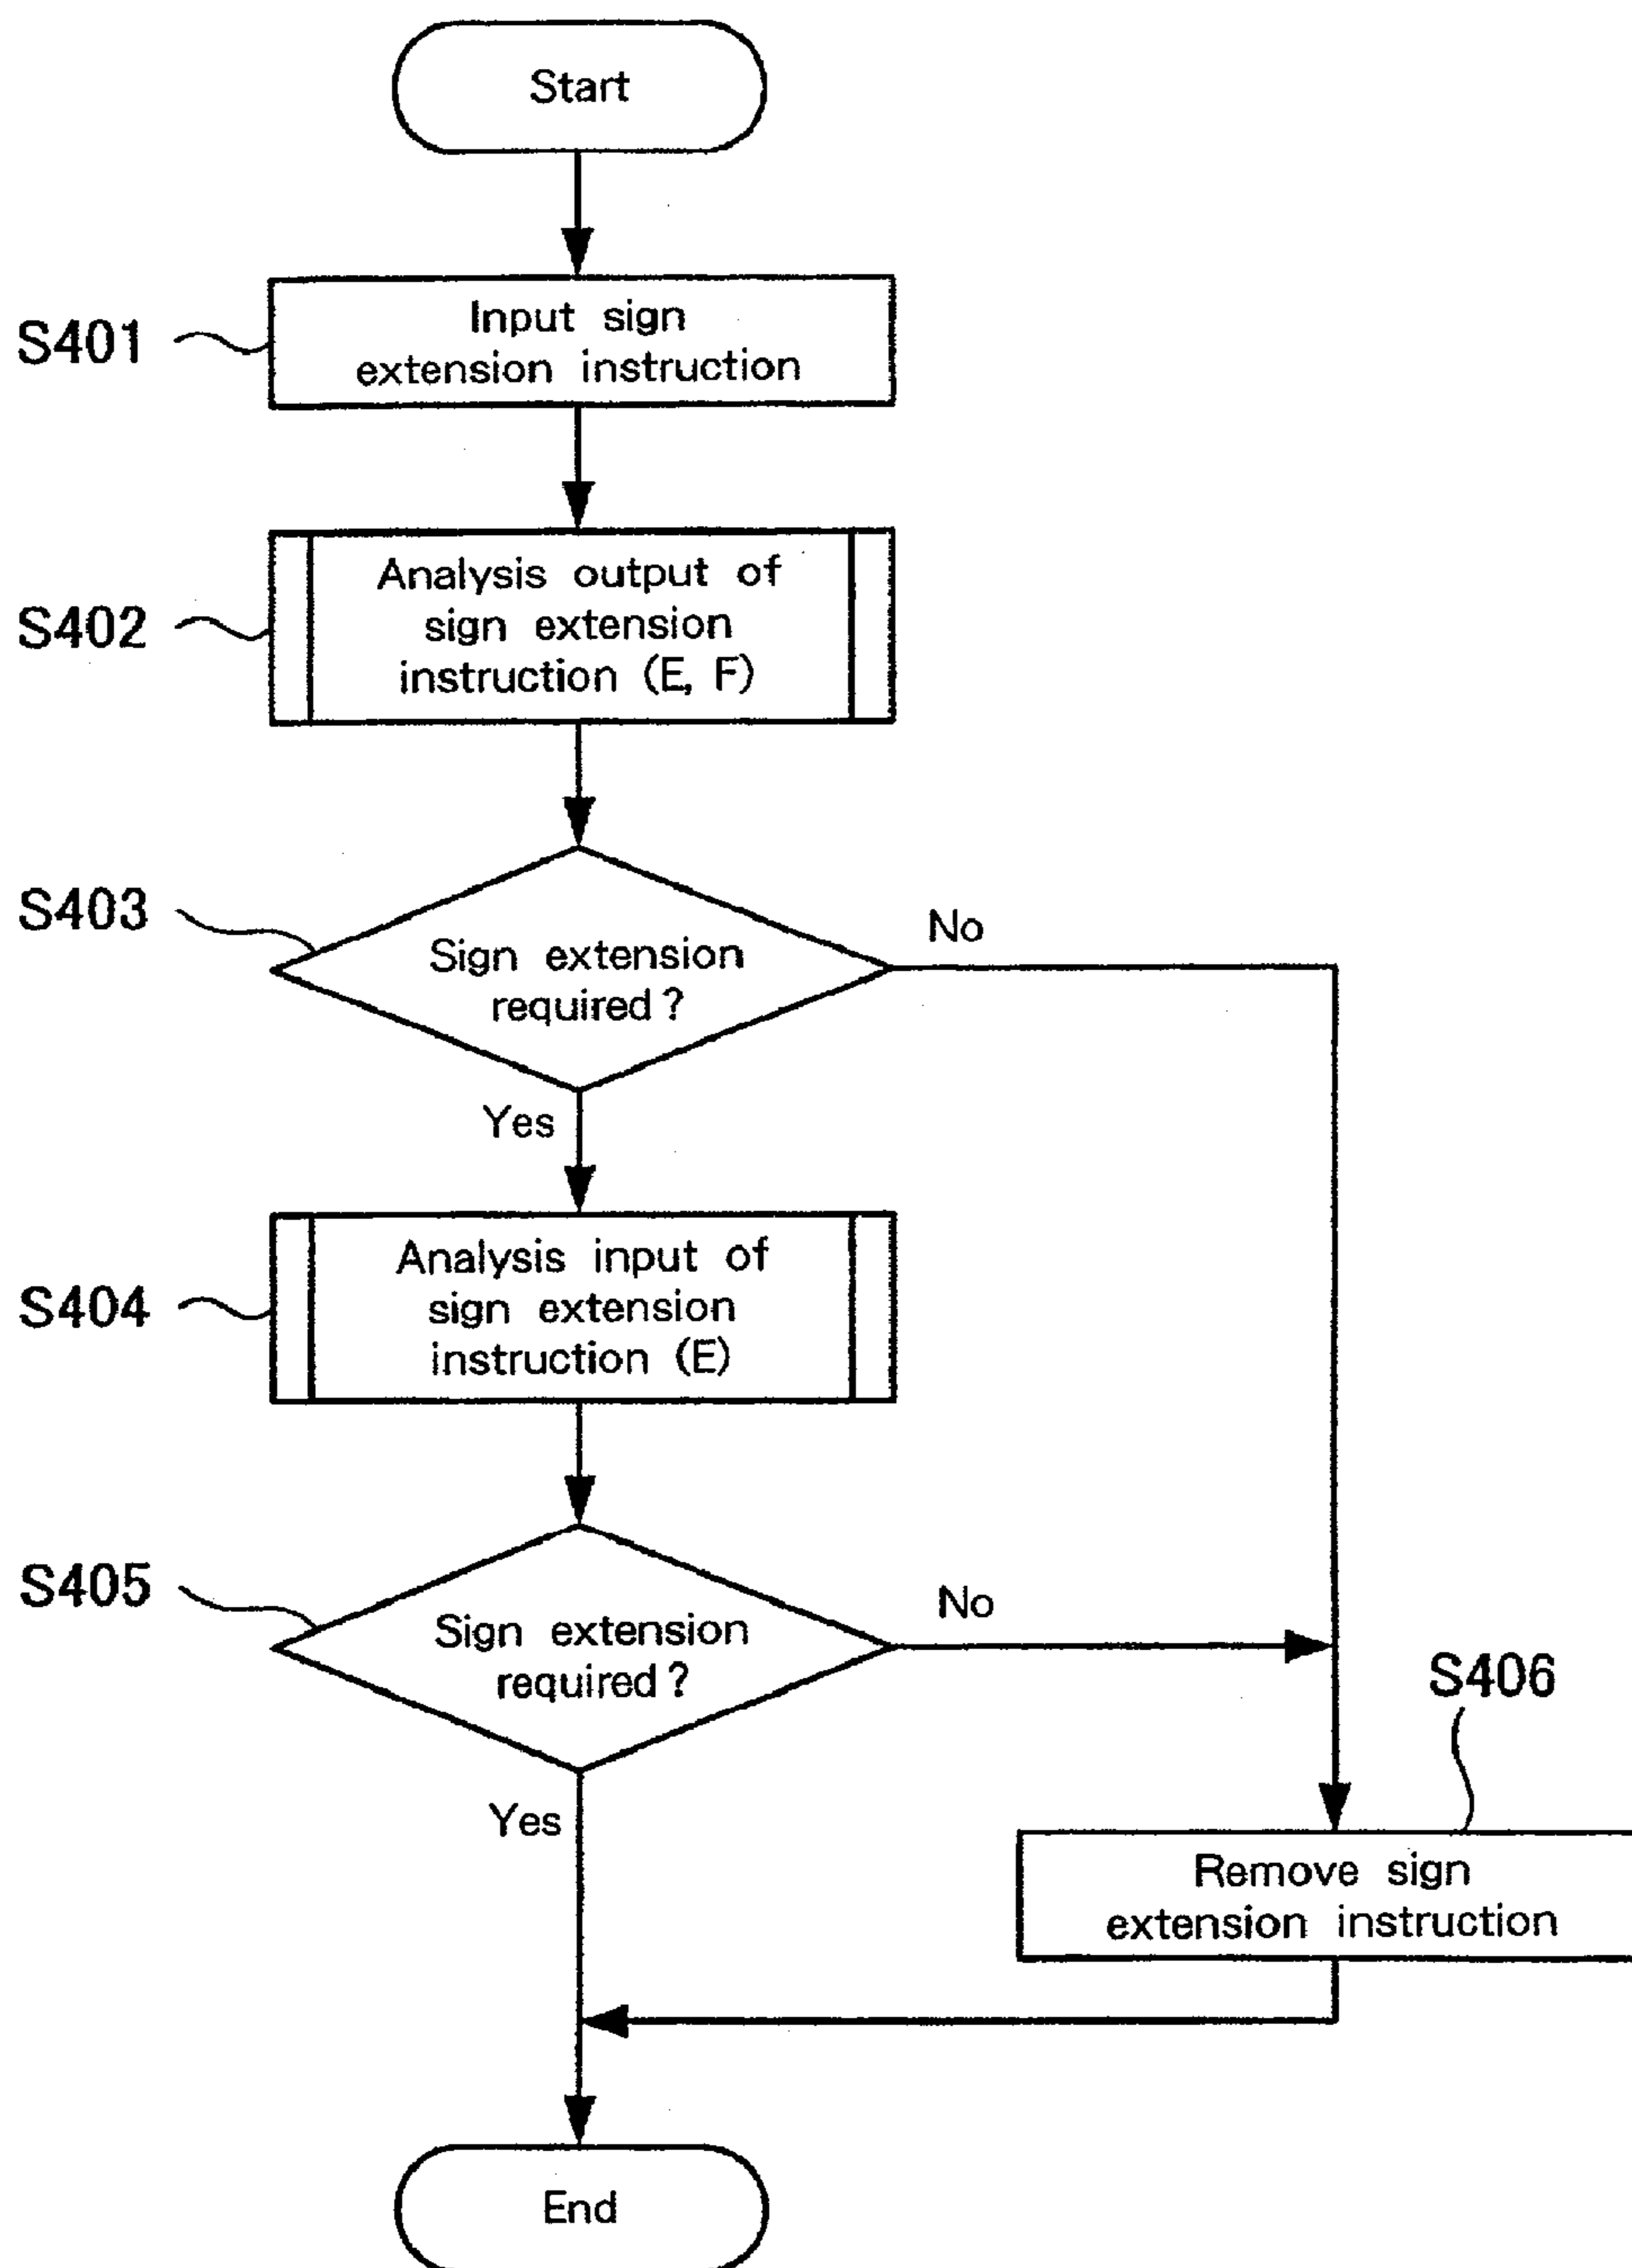 Start
S401
Input sign
extension instruction
S402
Analysis output of
sign extension
instruction (E, F)
S403
Sign extension
required?
No
Yes
S404
Analysis input of
sign extension
instruction (E)
S405
Sign extension
required?
No
Yes
S406
Remove sign
extension instruction
End